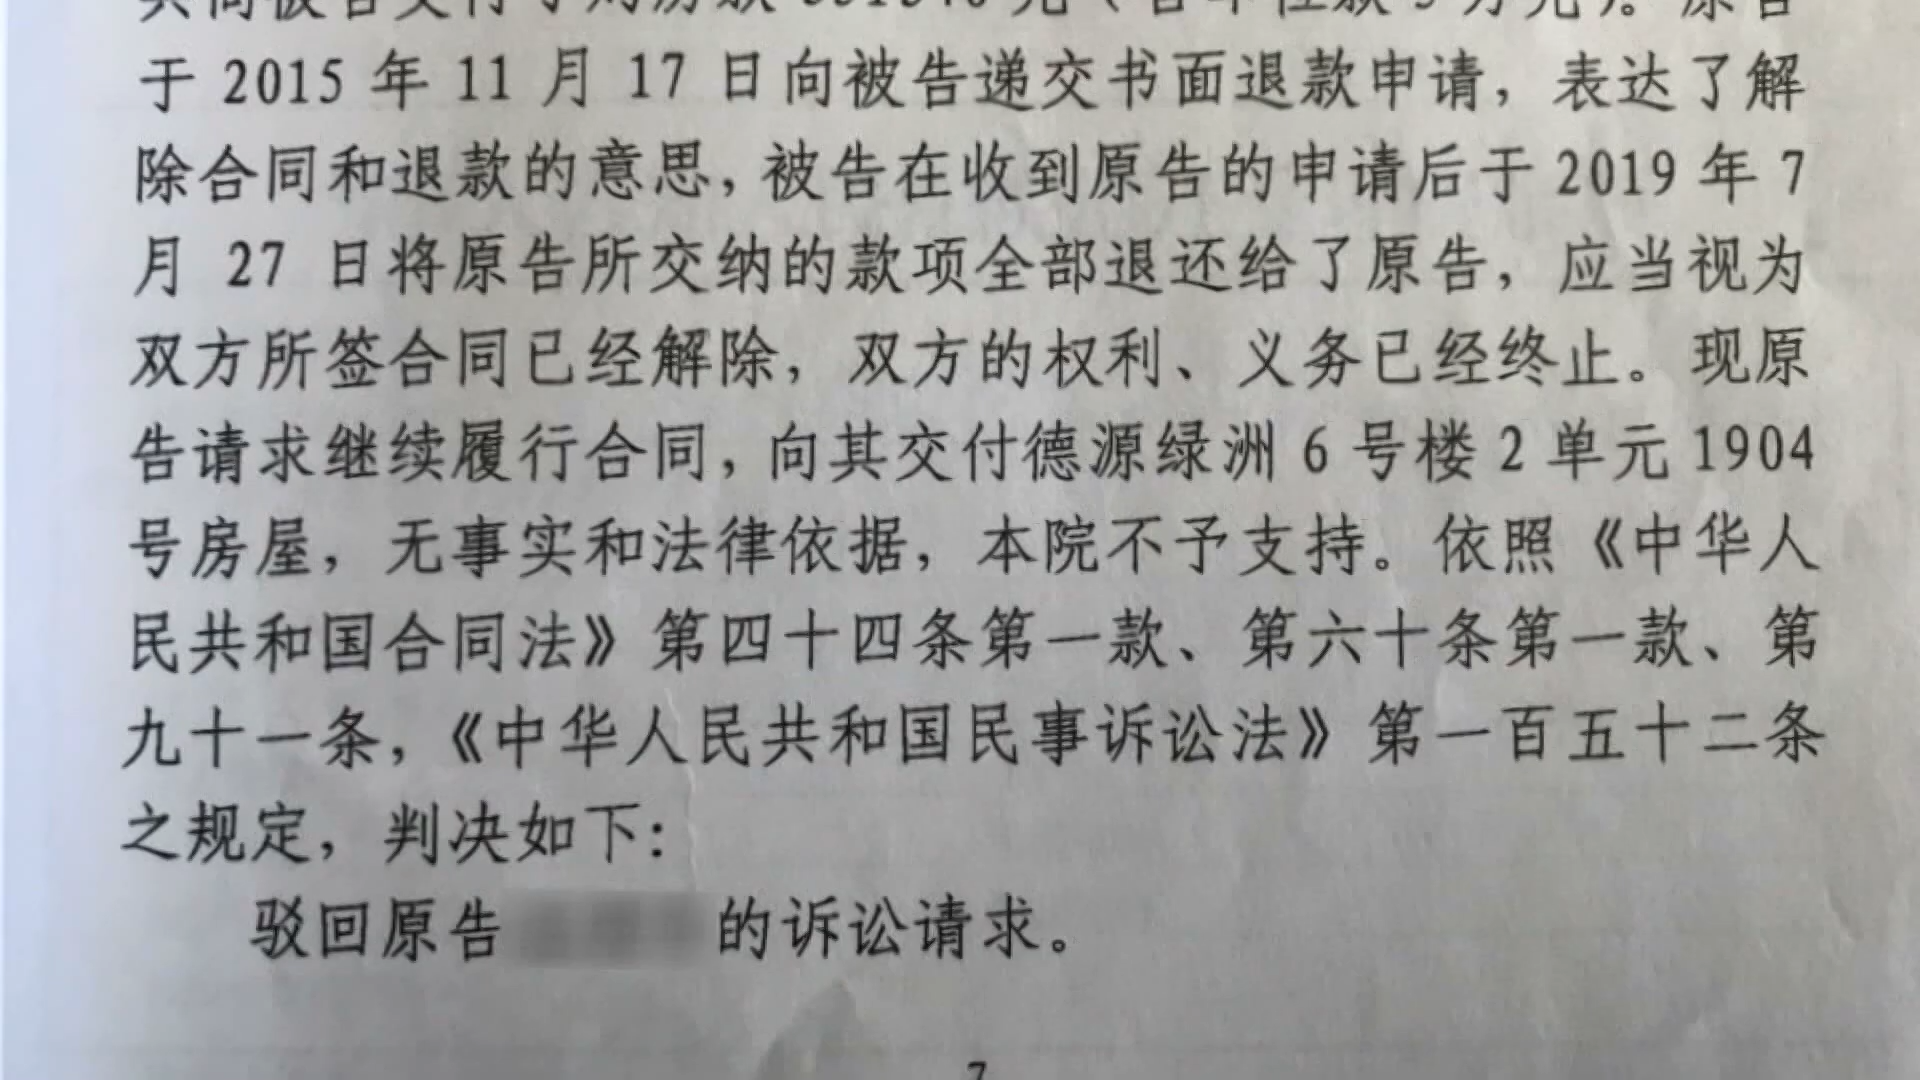 于 2015 年 11 月 17 日向被告递交书面退款申请，表达了解
除合同和退款的意思，被告在收到原告的申请后于 2019 年 7
月 27 日将原告所交纳的款项全部退还给了原告，应当视为
双方所签合同已经解除，双方的权利、义务已经终止。现原
告请求继续履行合同，向其交付德源绿洲 6 号楼 2 单元 1904
号房屋，无事实和法律依据，本院不予支持。依照《中华人
民共和国合同法》第四十四条第一款、第六十条第一款、第
九十一条，《中华人民共和国民事诉讼法》第一百五十二条
之规定，判决如下：
驳回原告 的诉讼请求。
7